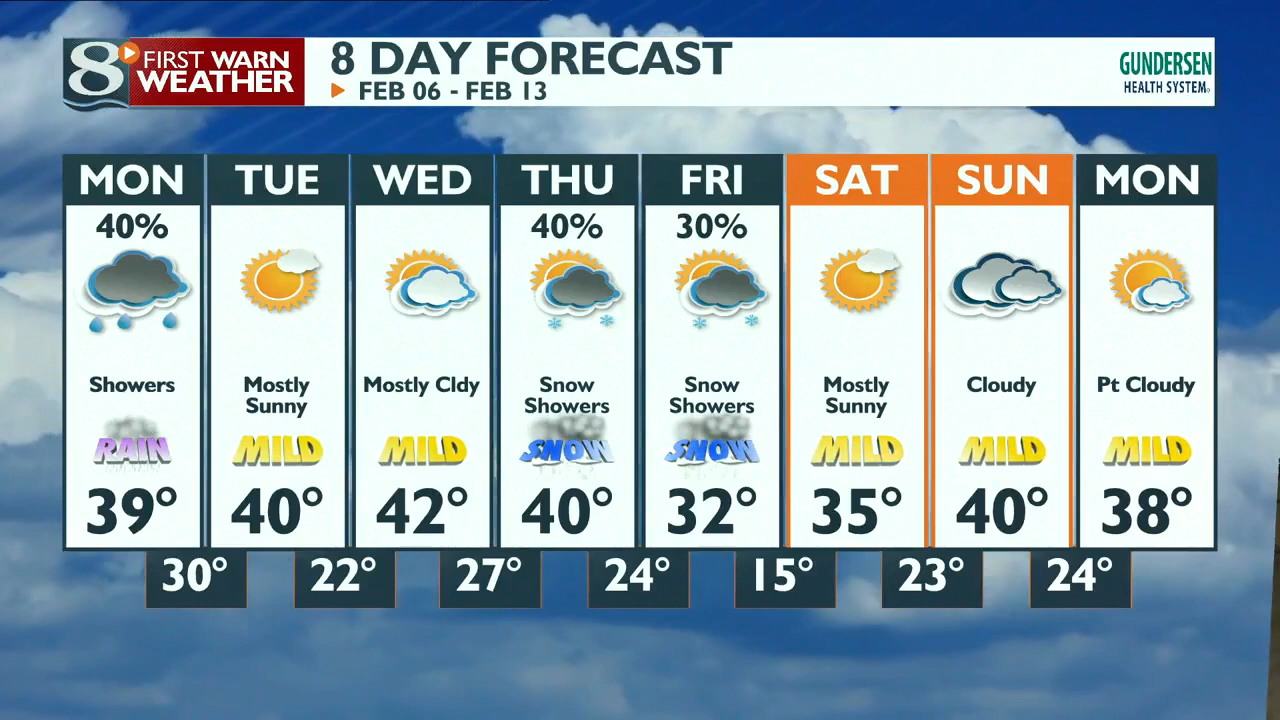 8 FIRST WARN
WEATHER
8 DAY FORECAST
FEB 06 - FEB 13
GUNDERSEN
HEALTH SYSTEM
MON
40%
Showers
RAIN
39°
TUE
Mostly
Sunny
MILD
40°
WED
Mostly Cldy
MILD
42°
THU
40%
Snow
Showers
SNOW
40°
FRI
30%
Snow
Showers
SNOW
32°
SAT
Mostly
Sunny
MILD
35°
SUN
Cloudy
MILD
40°
MON
Pt Cloudy
MILD
38°
30° 22° 27° 24° 15° 23° 24°